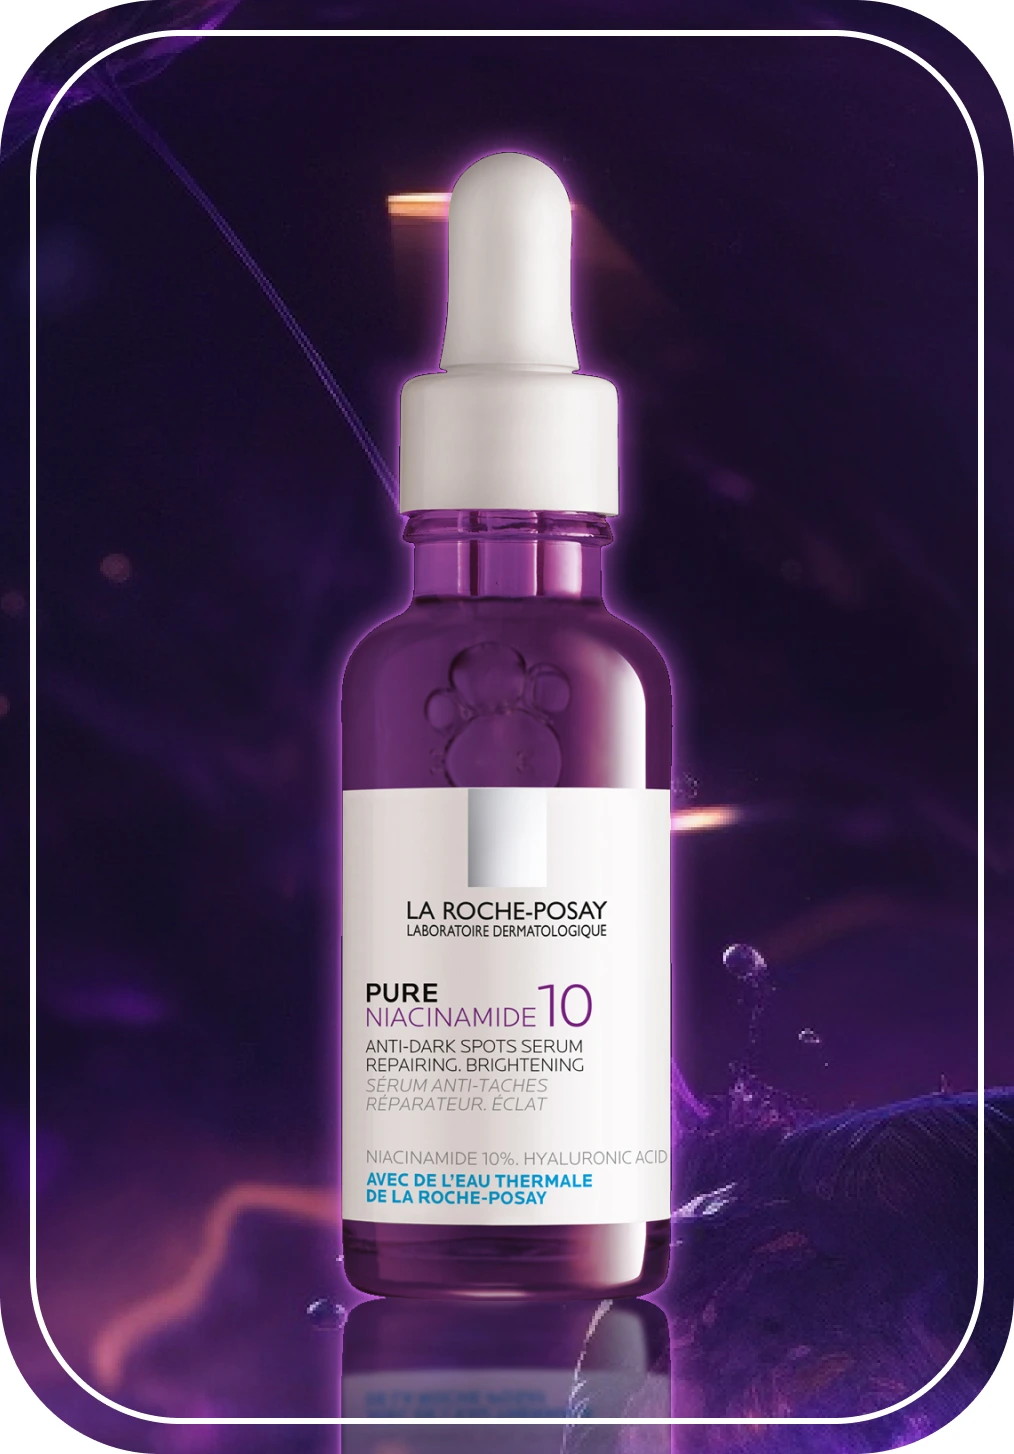 LA ROCHE-POSAY
LABORATOIRE DERMATOLOGIQUE
PURE
NIACINAMIDE 10
ANTI-DARK SPOTS SERUM
REPAIRING. BRIGHTENING
SÉRUM ANTI-TACHES
RÉPARATEUR. ÉCLAT
NIACINAMIDE 10%. HYALURONIC ACID
AVEC DE L'EAU THERMALE
DE LA ROCHE-POSAY